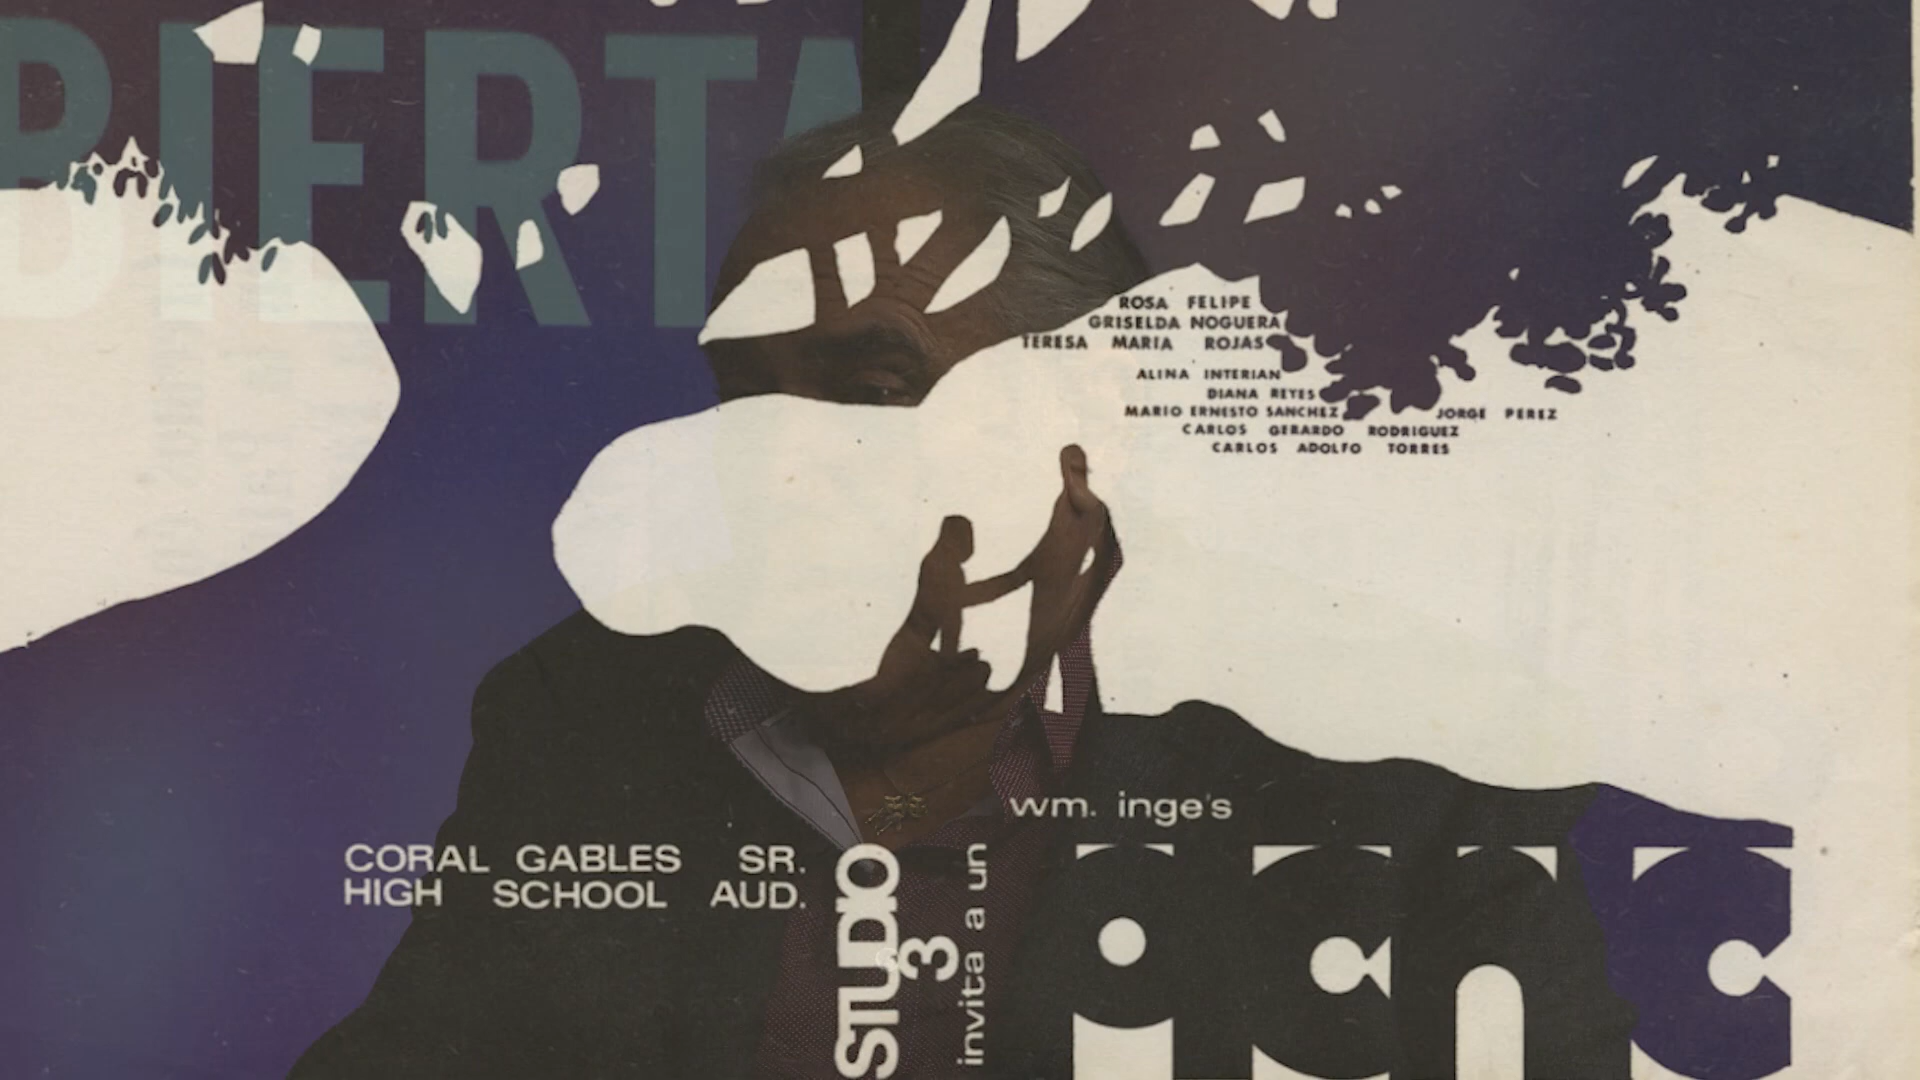 BIERTA
ROSA FELIPE
GRISELDA NOGUERA
TERESA MARIA ROJAS
ALINA INTERIAN
DIANA REYES
MARIO ERNESTO SANCHEZ
JORGE PEREZ
CARLOS GERARDO RODRIGUEZ
CARLOS ADOLFO TORRES
wm. inge's
CORAL GABLES SR.
HIGH SCHOOL AUD.
STUDIO
3
invita a un